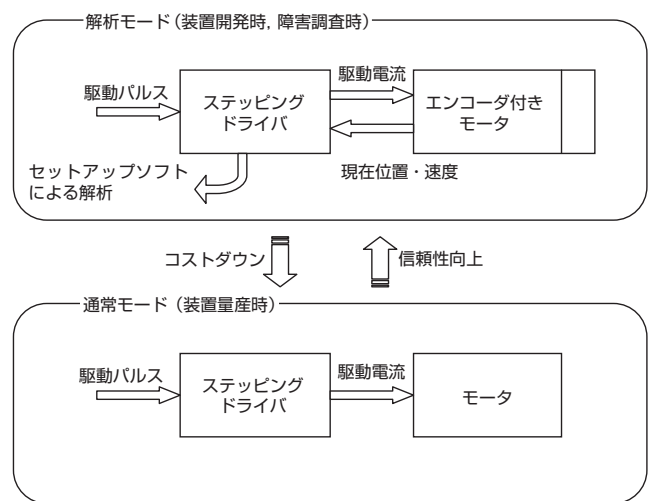 解析モード（装置開発時，障害調査時）
駆動パルス
ステッピング
ドライバ
駆動電流
エンコーダ付き
モータ
現在位置・速度
セットアップソフト
による解析
コストダウン
信頼性向上
通常モード（装置量産時）
駆動パルス
ステッピング
ドライバ
駆動電流
モータ